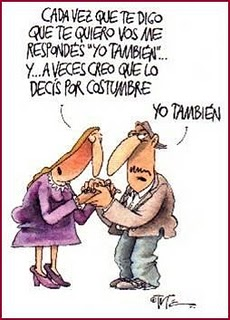 CADA VEZ QUE TE DIGO
QUE TE QUIERO VOS ME
RESPONDÉS "YO TAMBIÉN"...
Y...A VECES CREO QUE LO
DECÍS POR COSTUMBRE
YO TAMBIÉN